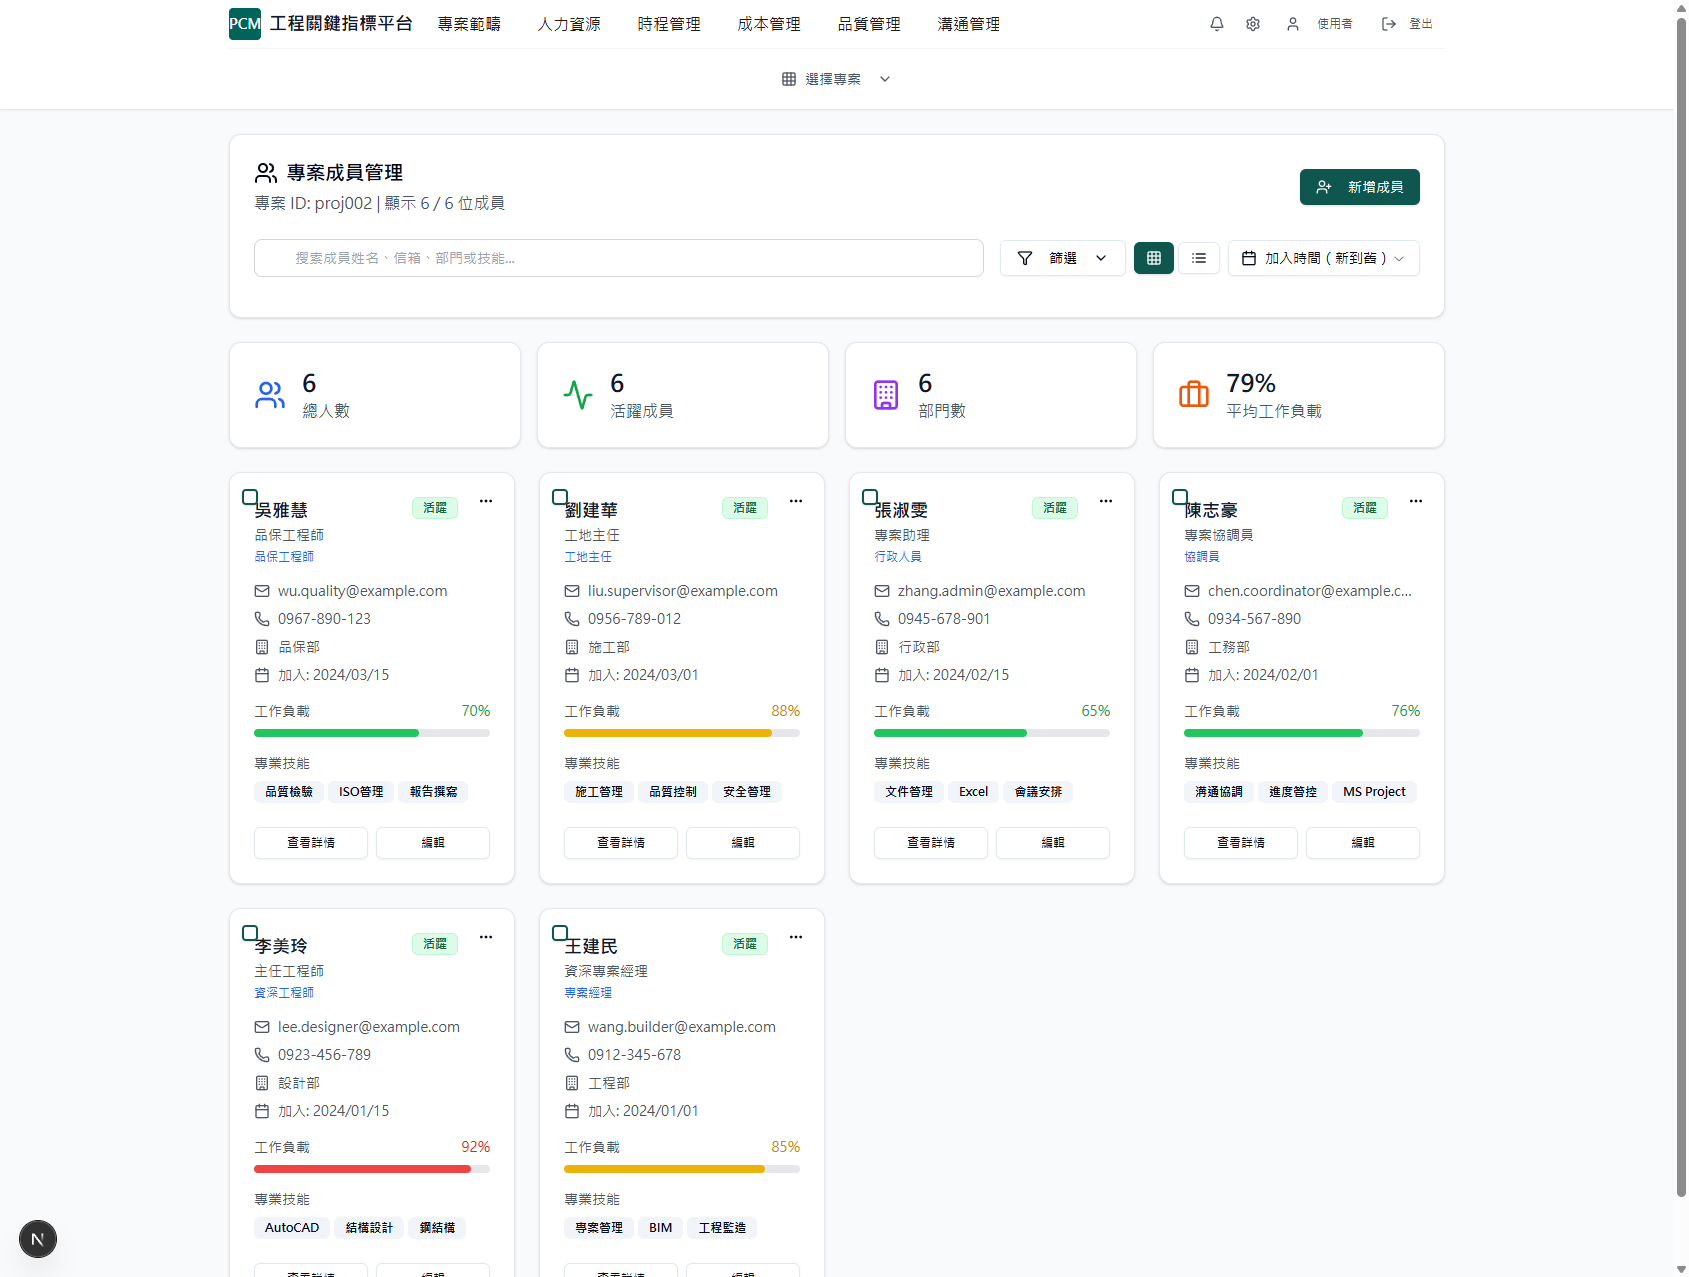 PCM 工程關鍵指標平台 專案範疇 人力資源 時程管理 成本管理 品質管理 溝通管理 使用者 登出
選擇專案
專案成員管理
專案 ID: proj002 | 顯示 6 / 6 位成員
新增成員
搜索成員姓名、信箱、部門或技能...
篩選
加入時間（新到舊）
6
總人數
6
活躍成員
6
部門數
79%
平均工作負載
吳雅慧 活躍
品保工程師
品保工程師
wu.quality@example.com
0967-890-123
品保部
加入: 2024/03/15
工作負載 70%
專業技能
品質檢驗 ISO管理 報告撰寫
查看詳情 編輯
劉建華 活躍
工地主任
工地主任
liu.supervisor@example.com
0956-789-012
施工部
加入: 2024/03/01
工作負載 88%
專業技能
施工管理 品質控制 安全管理
查看詳情 編輯
張淑雯 活躍
專案助理
行政人員
zhang.admin@example.com
0945-678-901
行政部
加入: 2024/02/15
工作負載 65%
專業技能
文件管理 Excel 會議安排
查看詳情 編輯
陳志豪 活躍
專案協調員
協調員
chen.coordinator@example.c...
0934-567-890
工務部
加入: 2024/02/01
工作負載 76%
專業技能
溝通協調 進度管控 MS Project
查看詳情 編輯
李美玲 活躍
主任工程師
資深工程師
lee.designer@example.com
0923-456-789
設計部
加入: 2024/01/15
工作負載 92%
專業技能
AutoCAD 結構設計 鋼結構
查看詳情 編輯
王建民 活躍
資深專案經理
專案經理
wang.builder@example.com
0912-345-678
工程部
加入: 2024/01/01
工作負載 85%
專業技能
專案管理 BIM 工程監造
查看詳情 編輯
N